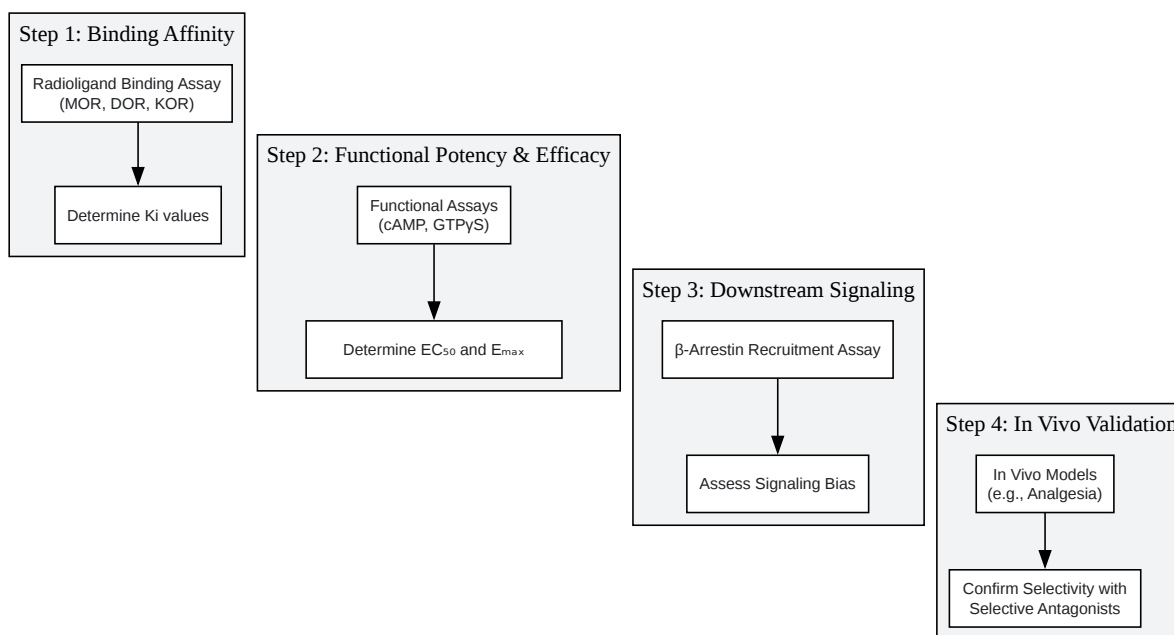 Step 1: Binding Affinity
Radioligand Binding Assay
(MOR, DOR, KOR)
Determine Ki values
Step 2: Functional Potency & Efficacy
Functional Assays
(cAMP, GTPγS)
Determine EC₅₀ and Eₘₐₓ
Step 3: Downstream Signaling
β-Arrestin Recruitment Assay
Assess Signaling Bias
Step 4: In Vivo Validation
In Vivo Models
(e.g., Analgesia)
Confirm Selectivity with
Selective Antagonists